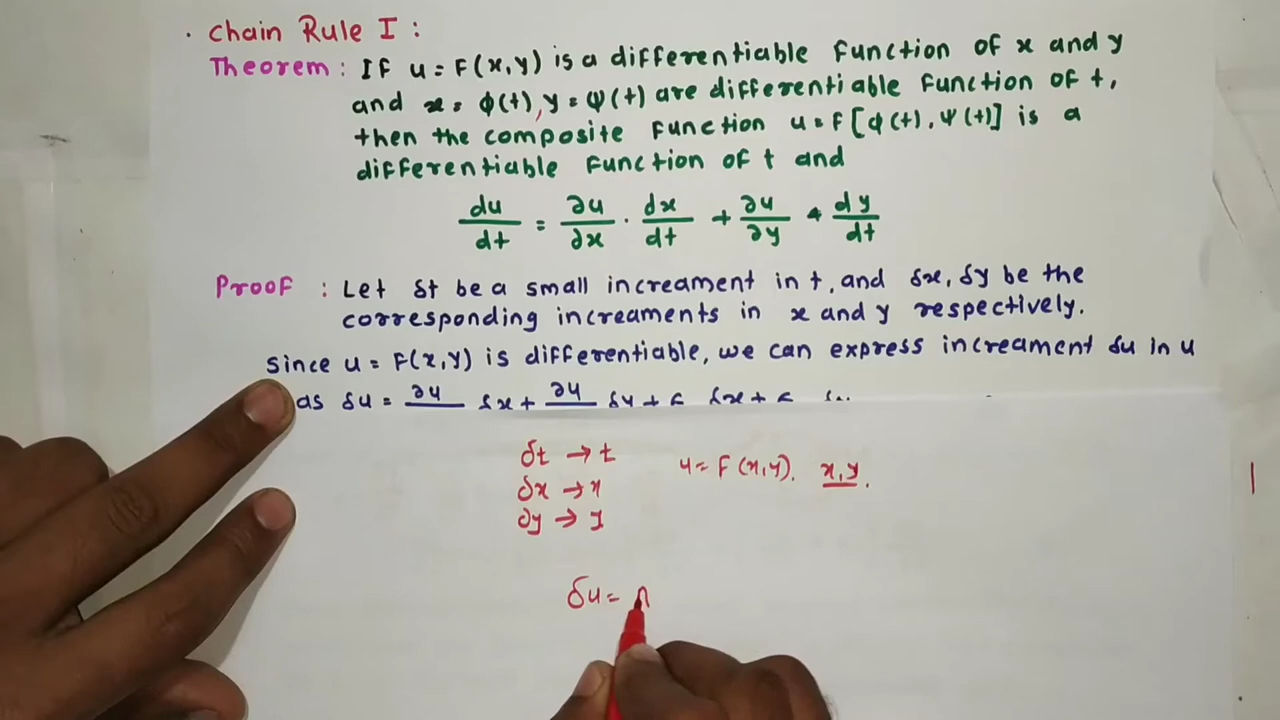 . Chain Rule I :
Theorem : If u = F(x,y) is a differentiable function of x and y
and x = ϕ(t), y = ψ(t) are differentiable function of t,
then the composite function u = F[ϕ(t), ψ(t)] is a
differentiable function of t and
du/dt = ∂u/∂x · dx/dt + ∂u/∂y · dy/dt
Proof : Let δt be a small increament in t, and δx, δy be the
corresponding increaments in x and y respectively.
Since u = F(x,y) is differentiable, we can express increament δu in u
as δu = ∂u δx + ∂u δy +
δt → t
u = F(x,y). x,y.
δx → x
∂y → y
δu =